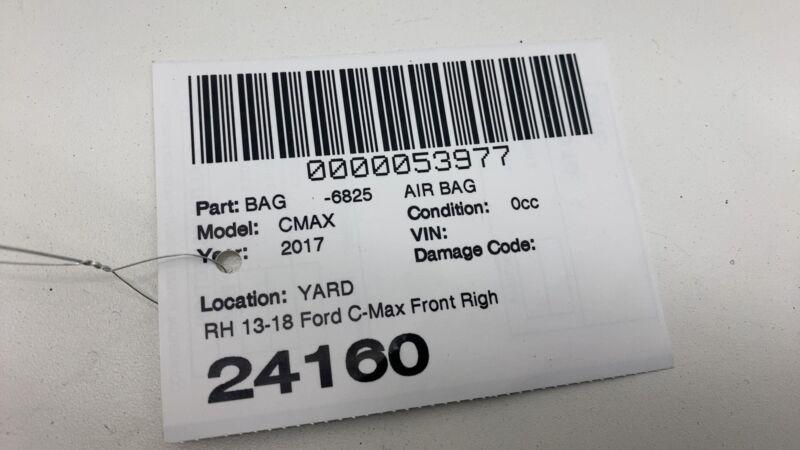 0000053977
Part: BAG -6825 AIR BAG
Model: CMAX Condition: 0cc
Year: 2017 VIN:
Damage Code:
Location: YARD
RH 13-18 Ford C-Max Front Righ
24160